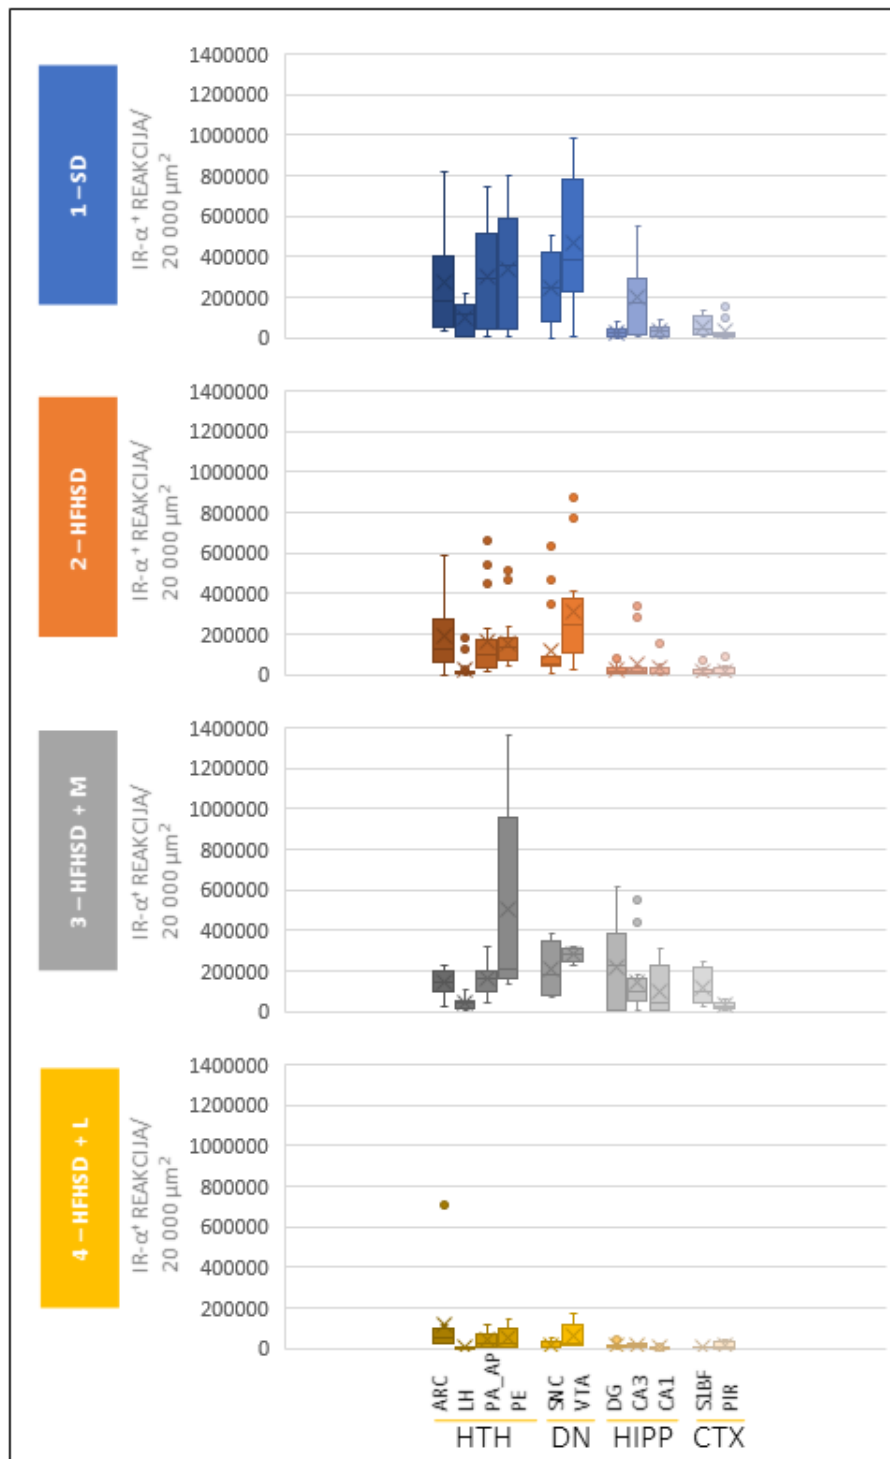 1 – SD
IR-α⁺ REAKCIJA/
20 000 µm²
1400000
1200000
1000000
800000
600000
400000
200000
0
2 – HFHSD
IR-α⁺ REAKCIJA/
20 000 µm²
1400000
1200000
1000000
800000
600000
400000
200000
0
3 – HFHSD + M
IR-α⁺ REAKCIJA/
20 000 µm²
1400000
1200000
1000000
800000
600000
400000
200000
0
4 – HFHSD + L
IR-α⁺ REAKCIJA/
20 000 µm²
1400000
1200000
1000000
800000
600000
400000
200000
0
ARC
LH
PA_AP
PE
SNC
VTA
DG
CA3
CA1
S1BF
PIR
HTH DN HIPP CTX